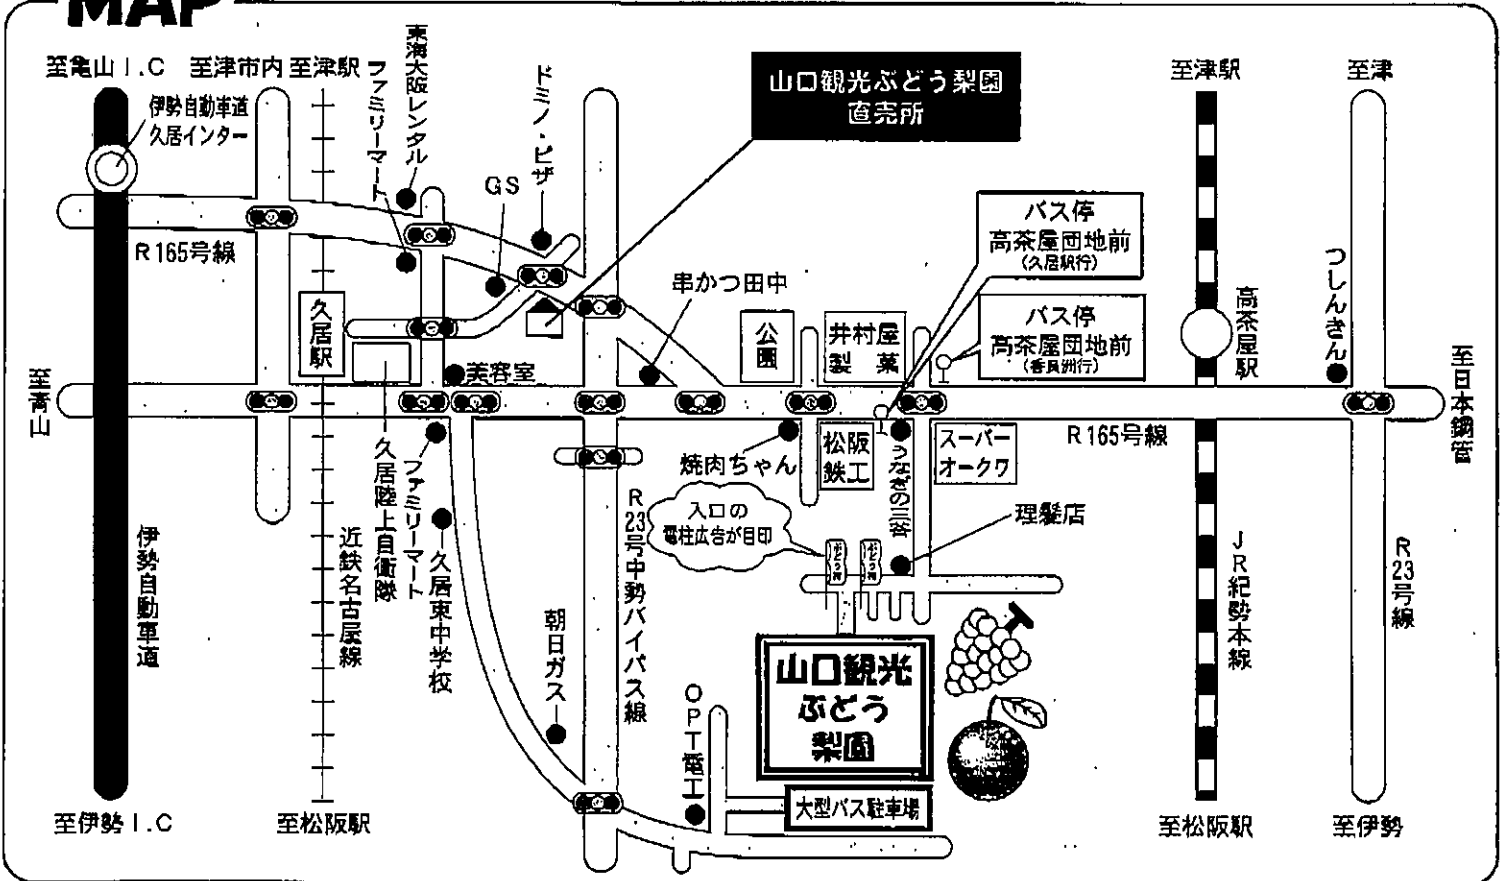 MAP
至亀山I.C
至津市内
至津駅
伊勢自動車道
久居インター
ファミリーマート
東海大阪レンタル
ドミノ・ピザ
GS
山口観光ぶどう梨園
直売所
至津駅
至津
R165号線
バス停
高茶屋団地前
(久居駅行)
バス停
高茶屋団地前
(香良洲行)
つしんきん
高茶屋駅
久居駅
串かつ田中
公園
井村屋
製菓
美容室
至青山
至日本鋼管
R165号線
焼肉ちゃん
松阪
鉄工
うなぎの三谷
スーパー
オークワ
久居陸上自衛隊
ファミリーマート
久居東中学校
入口の
電柱広告が目印
理髪店
伊勢自動車道
近鉄名古屋線
R23号中勢バイパス線
JR紀勢本線
R23号線
朝日ガス
OPT電工
山口観光
ぶどう
梨園
大型バス駐車場
至伊勢I.C
至松阪駅
至松阪駅
至伊勢